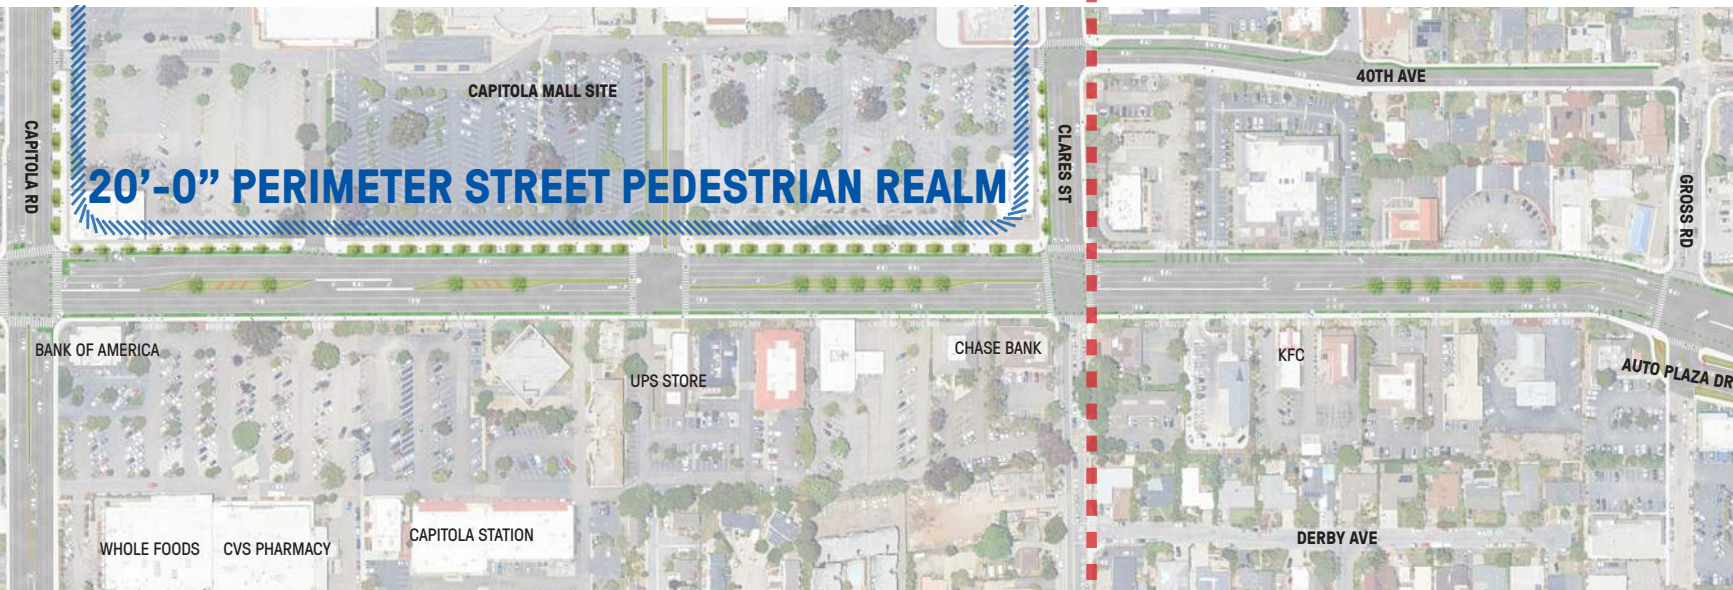 40TH AVE
CAPITOLA MALL SITE
CAPITOLA RD
CLARES ST
20’-0” PERIMETER STREET PEDESTRIAN REALM
GROSS RD
BANK OF AMERICA
CHASE BANK
KFC
UPS STORE
AUTO PLAZA DR
CAPITOLA STATION
WHOLE FOODS
CVS PHARMACY
DERBY AVE